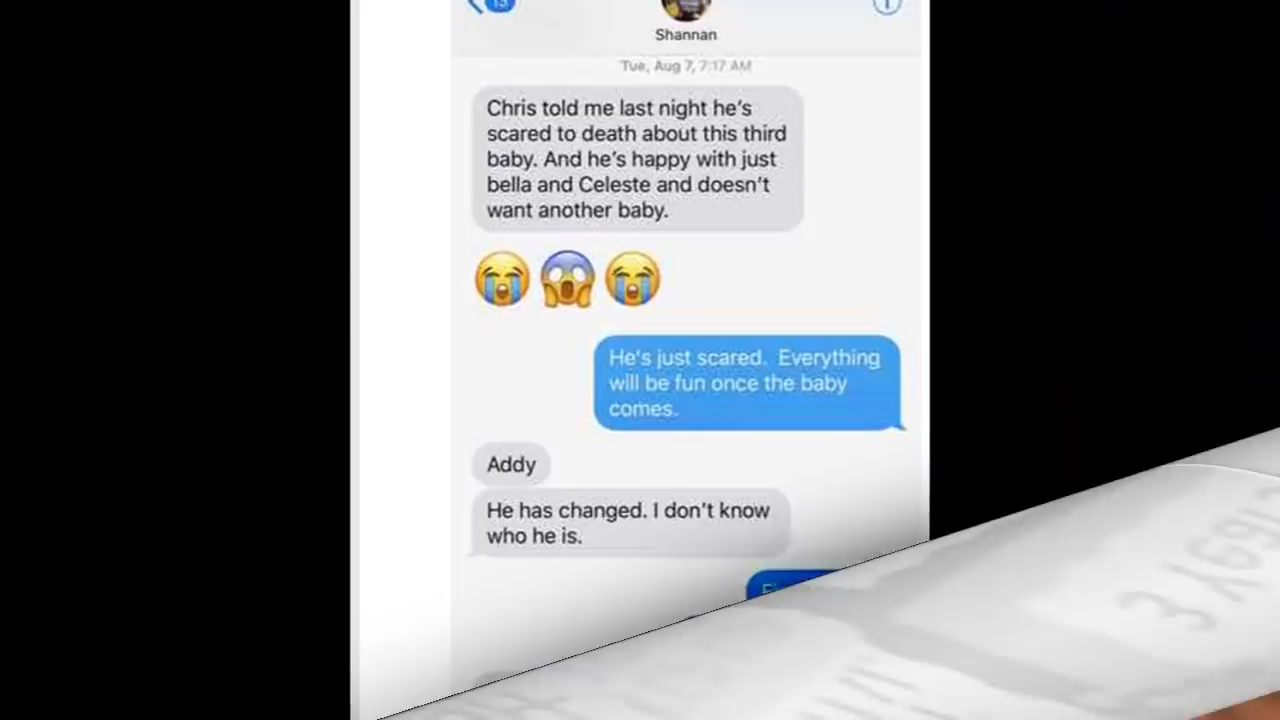 13
Shannan
Tue, Aug 7, 7:17 AM
Chris told me last night he's
scared to death about this third
baby. And he's happy with just
bella and Celeste and doesn't
want another baby.
He's just scared.  Everything
will be fun once the baby
comes.
Addy
He has changed. I don't know
who he is.